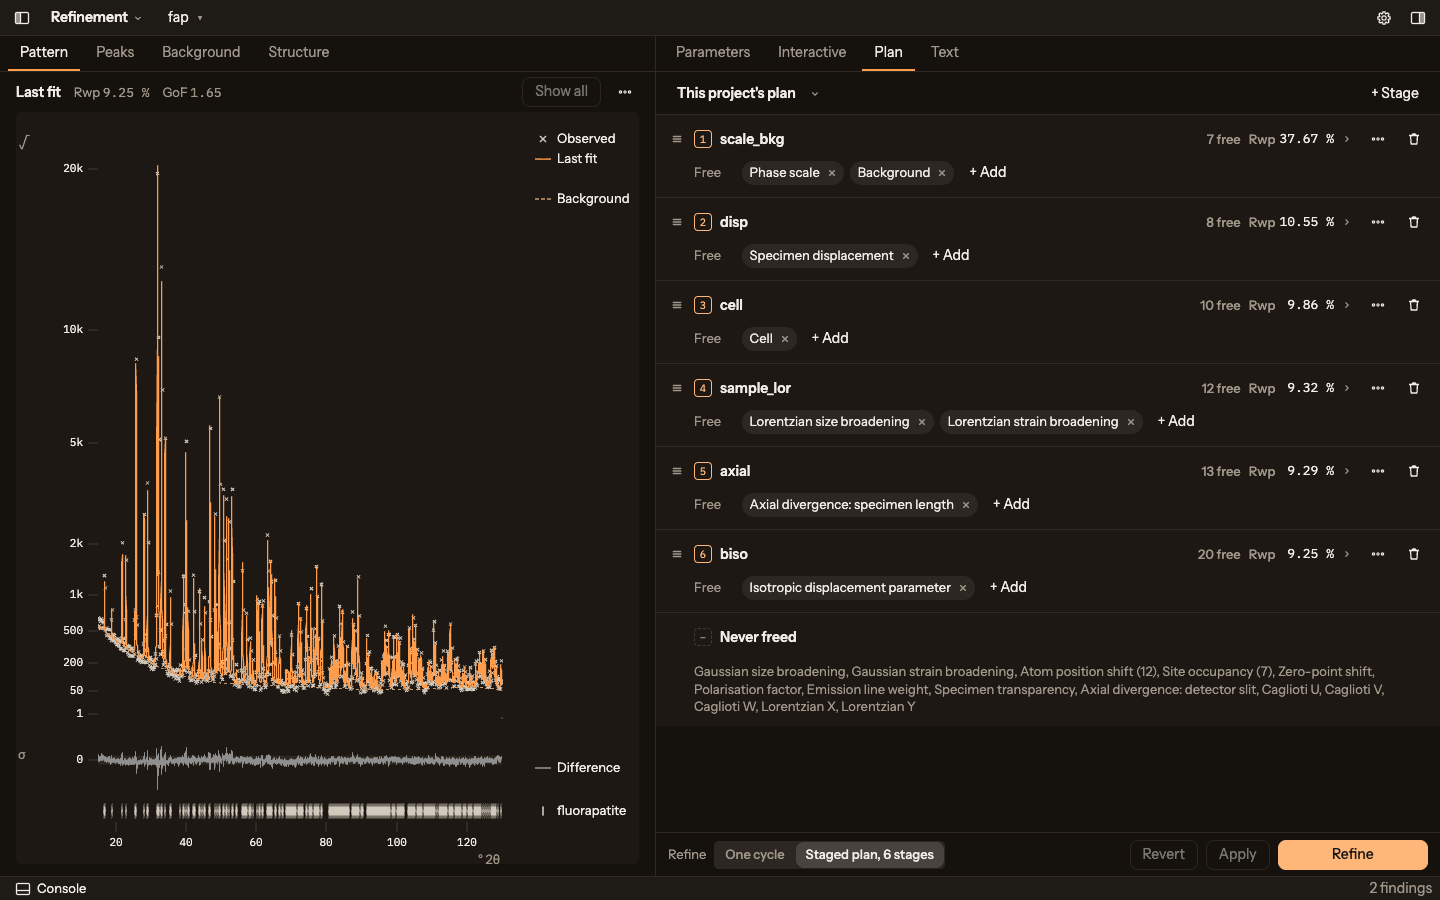 Refinement
fap
Pattern Peaks Background Structure
Parameters Interactive Plan Text
Last fit Rwp 9.25 % GoF 1.65
Show all
√
Observed
Last fit
Background
20k
10k
5k
2k
1k
500
200
50
1
σ
0
Difference
fluorapatite
20 40 60 80 100 120
°2θ
This project's plan
+ Stage
1 scale_bkg 7 free Rwp 37.67 %
Free Phase scale × Background × + Add
2 disp 8 free Rwp 10.55 %
Free Specimen displacement × + Add
3 cell 10 free Rwp 9.86 %
Free Cell × + Add
4 sample_lor 12 free Rwp 9.32 %
Free Lorentzian size broadening × Lorentzian strain broadening × + Add
5 axial 13 free Rwp 9.29 %
Free Axial divergence: specimen length × + Add
6 biso 20 free Rwp 9.25 %
Free Isotropic displacement parameter × + Add
– Never freed
Gaussian size broadening, Gaussian strain broadening, Atom position shift (12), Site occupancy (7), Zero-point shift,
Polarisation factor, Emission line weight, Specimen transparency, Axial divergence: detector slit, Caglioti U, Caglioti V,
Caglioti W, Lorentzian X, Lorentzian Y
Refine One cycle Staged plan, 6 stages Revert Apply Refine
Console
2 findings